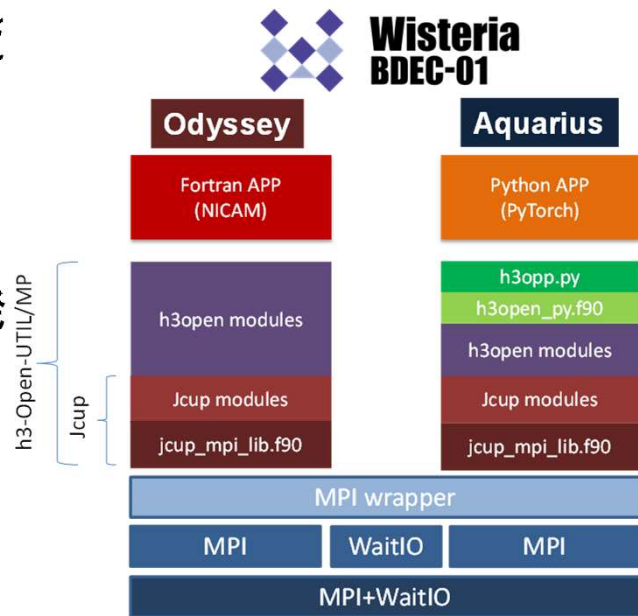 Wisteria
BDEC-01
Odyssey
Aquarius
Fortran APP
(NICAM)
Python APP
(PyTorch)
h3-Open-UTIL/MP
Jcup
h3open modules
Jcup modules
jcup_mpi_lib.f90
h3opp.py
h3open_py.f90
h3open modules
Jcup modules
jcup_mpi_lib.f90
MPI wrapper
MPI
WaitIO
MPI
MPI+WaitIO